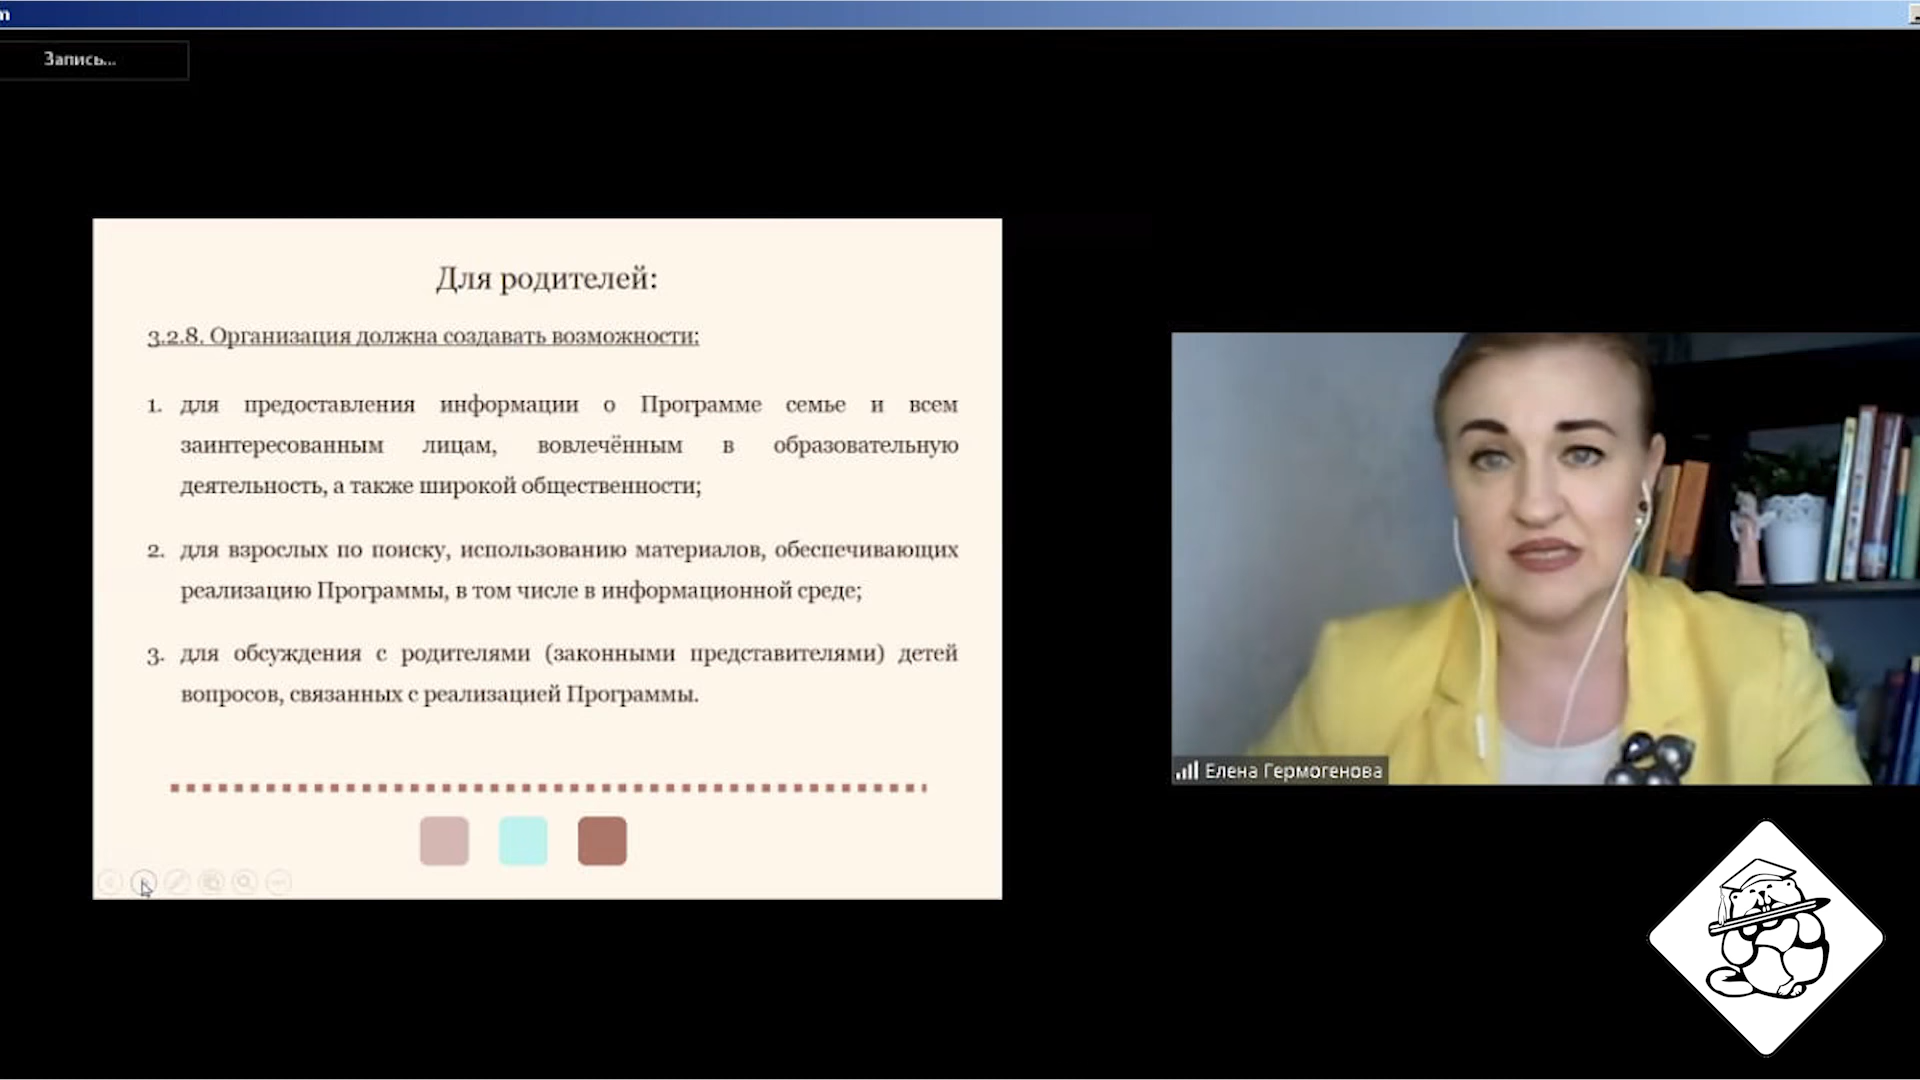 Запись...
Для родителей:
3.2.8. Организация должна создавать возможности:
1. для предоставления информации о Программе семье и всем
заинтересованным лицам, вовлечённым в образовательную
деятельность, а также широкой общественности;
2. для взрослых по поиску, использованию материалов, обеспечивающих
реализацию Программы, в том числе в информационной среде;
3. для обсуждения с родителями (законными представителями) детей
вопросов, связанных с реализацией Программы.
Елена Гермогенова